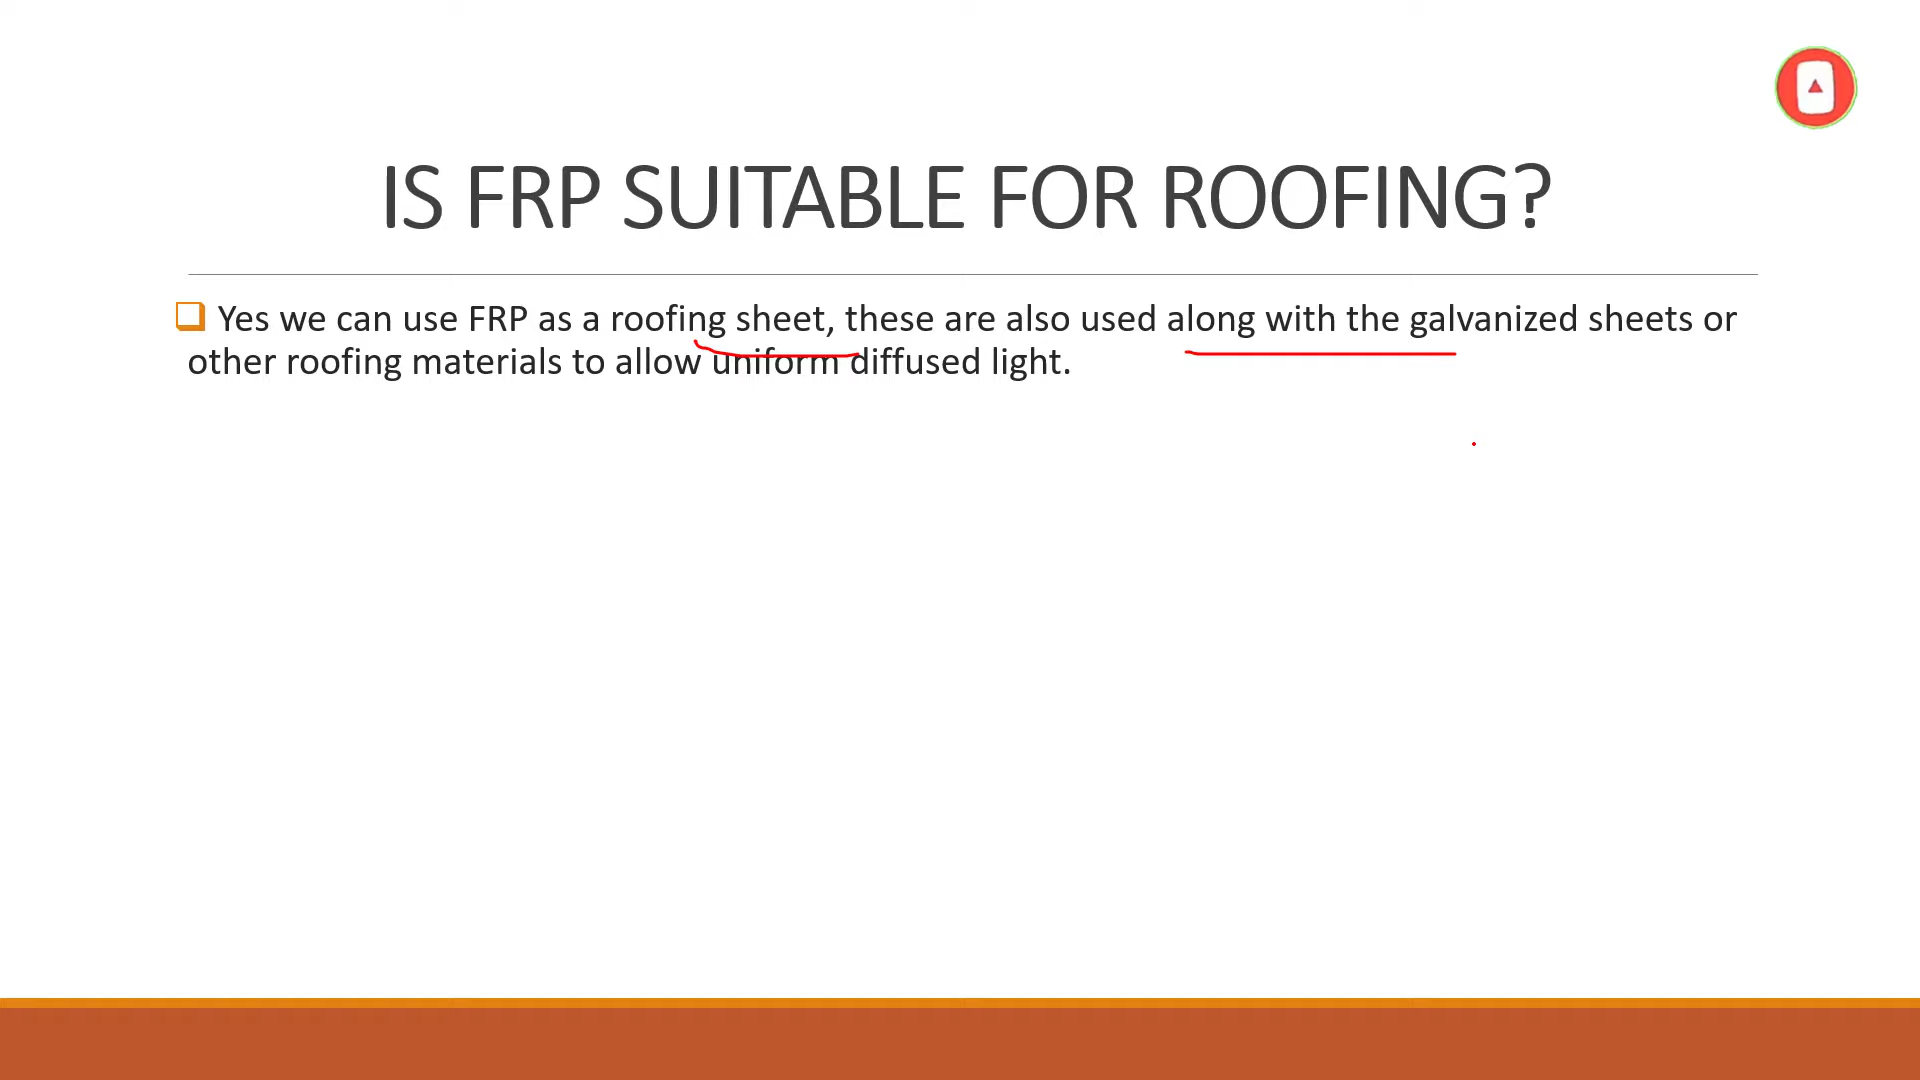 IS FRP SUITABLE FOR ROOFING?
Yes we can use FRP as a roofing sheet, these are also used along with the galvanized sheets or
other roofing materials to allow uniform diffused light.